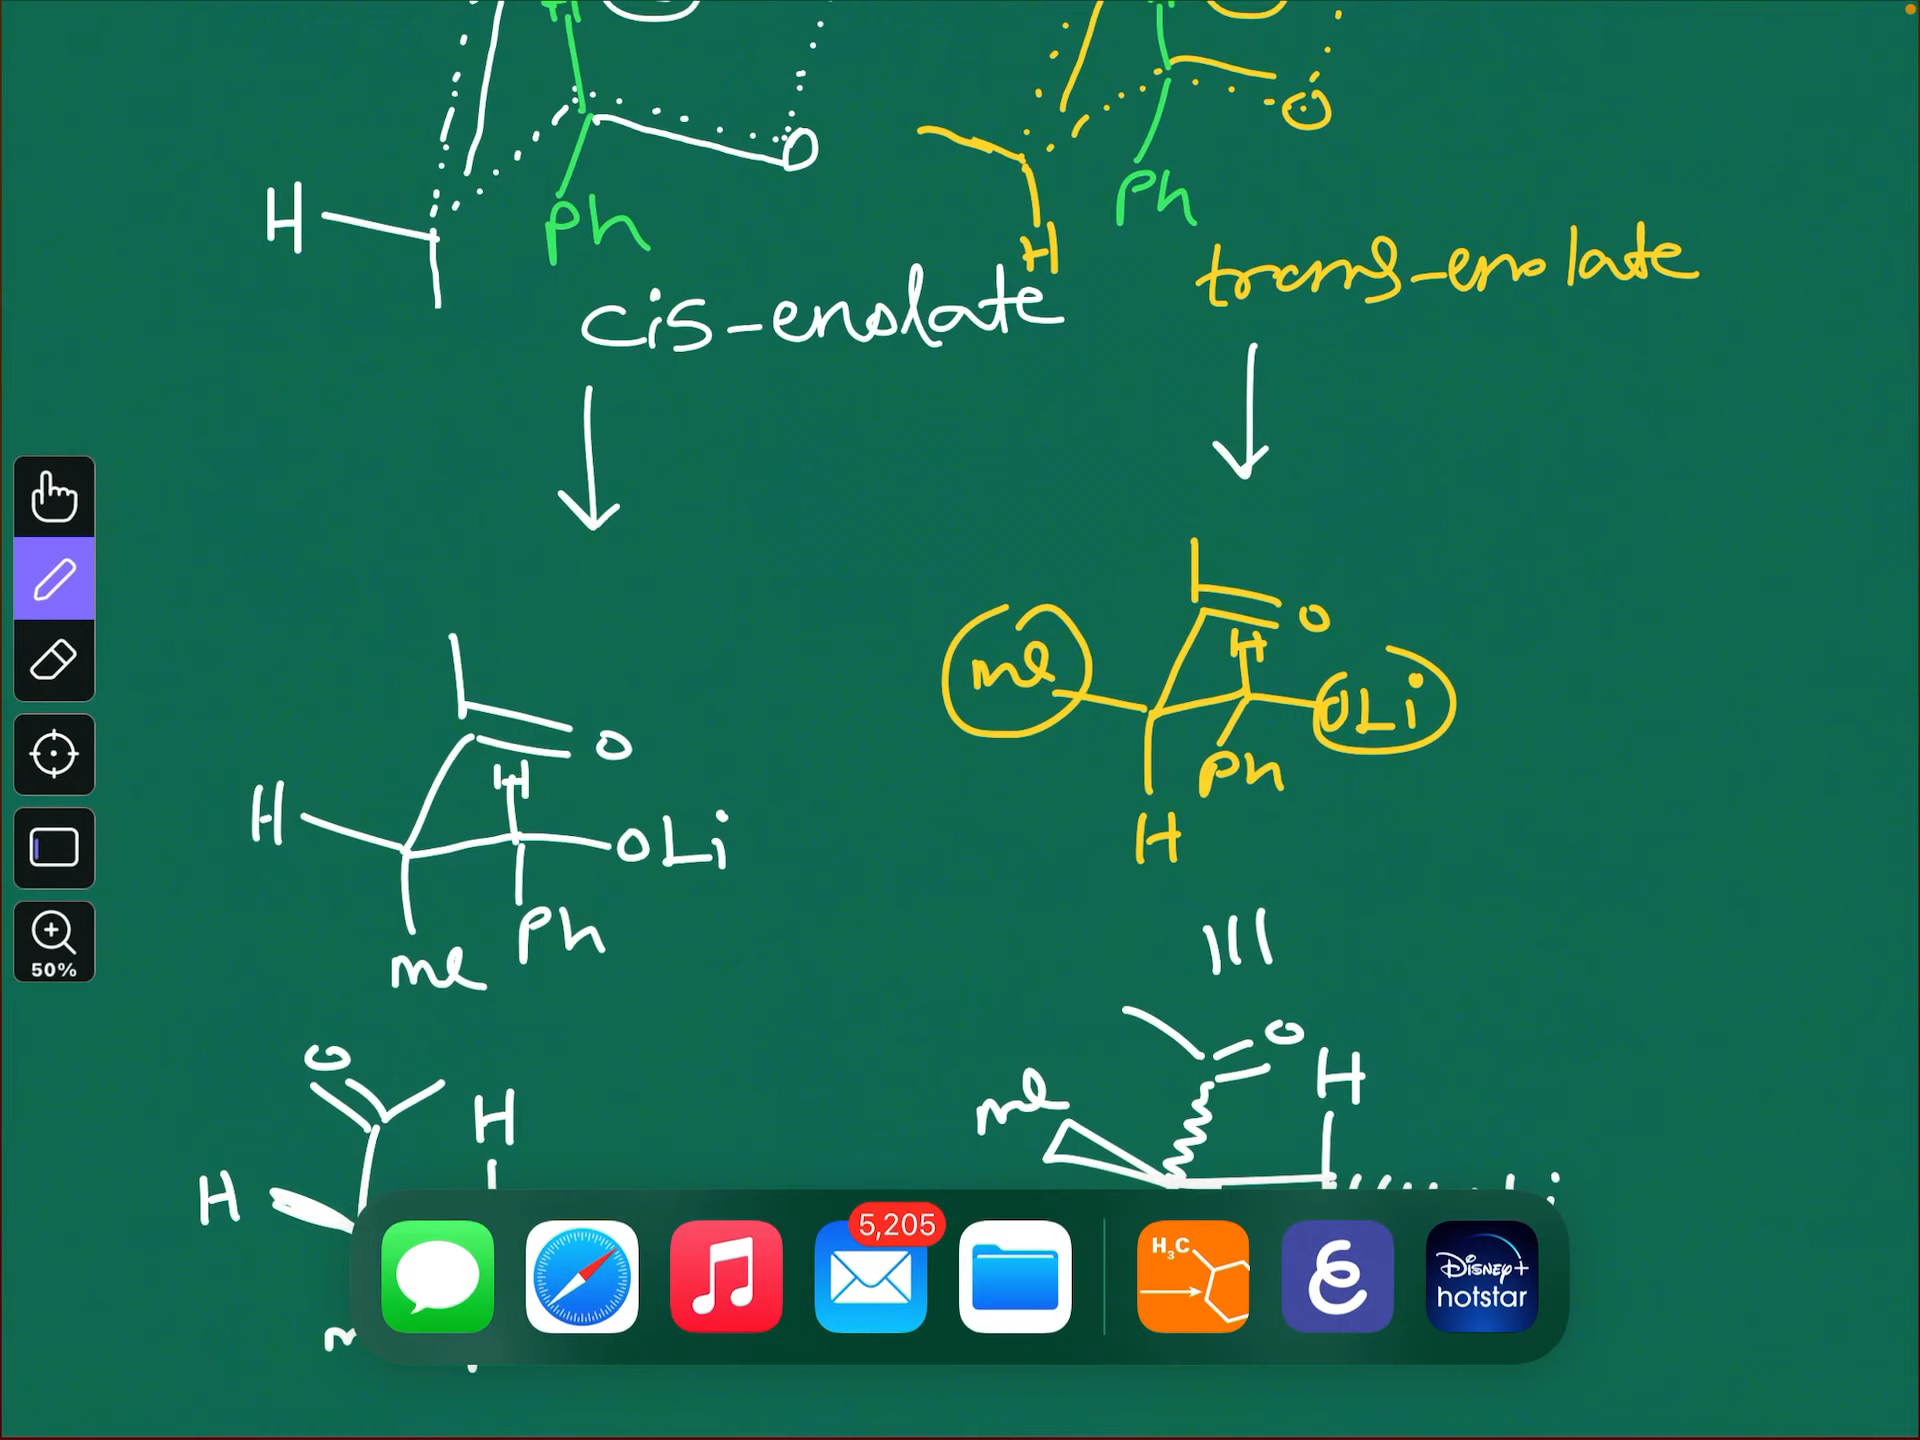 O
O
H
Ph
Ph
H
cis-enolate
trans-enolate
O
me
H
OLi
O
Ph
H
H
OLi
H
Ph
me
O
O
H
me
H
H
i
5,205
H₃C
Disney+
hotstar
50%